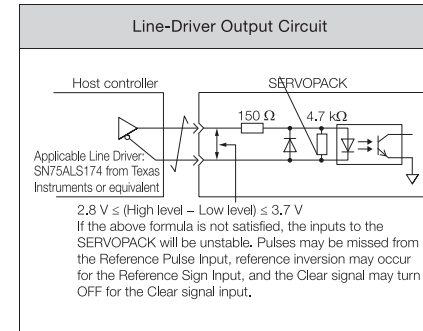 Line-Driver Output Circuit
Host controller
SERVOPACK
150 Ω
4.7 kΩ
Applicable Line Driver:
SN75ALS174 from Texas
Instruments or equivalent
2.8 V ≤ (High level − Low level) ≤ 3.7 V
If the above formula is not satisfied, the inputs to the
SERVOPACK will be unstable. Pulses may be missed from
the Reference Pulse Input, reference inversion may occur
for the Reference Sign Input, and the Clear signal may turn
OFF for the Clear signal input.